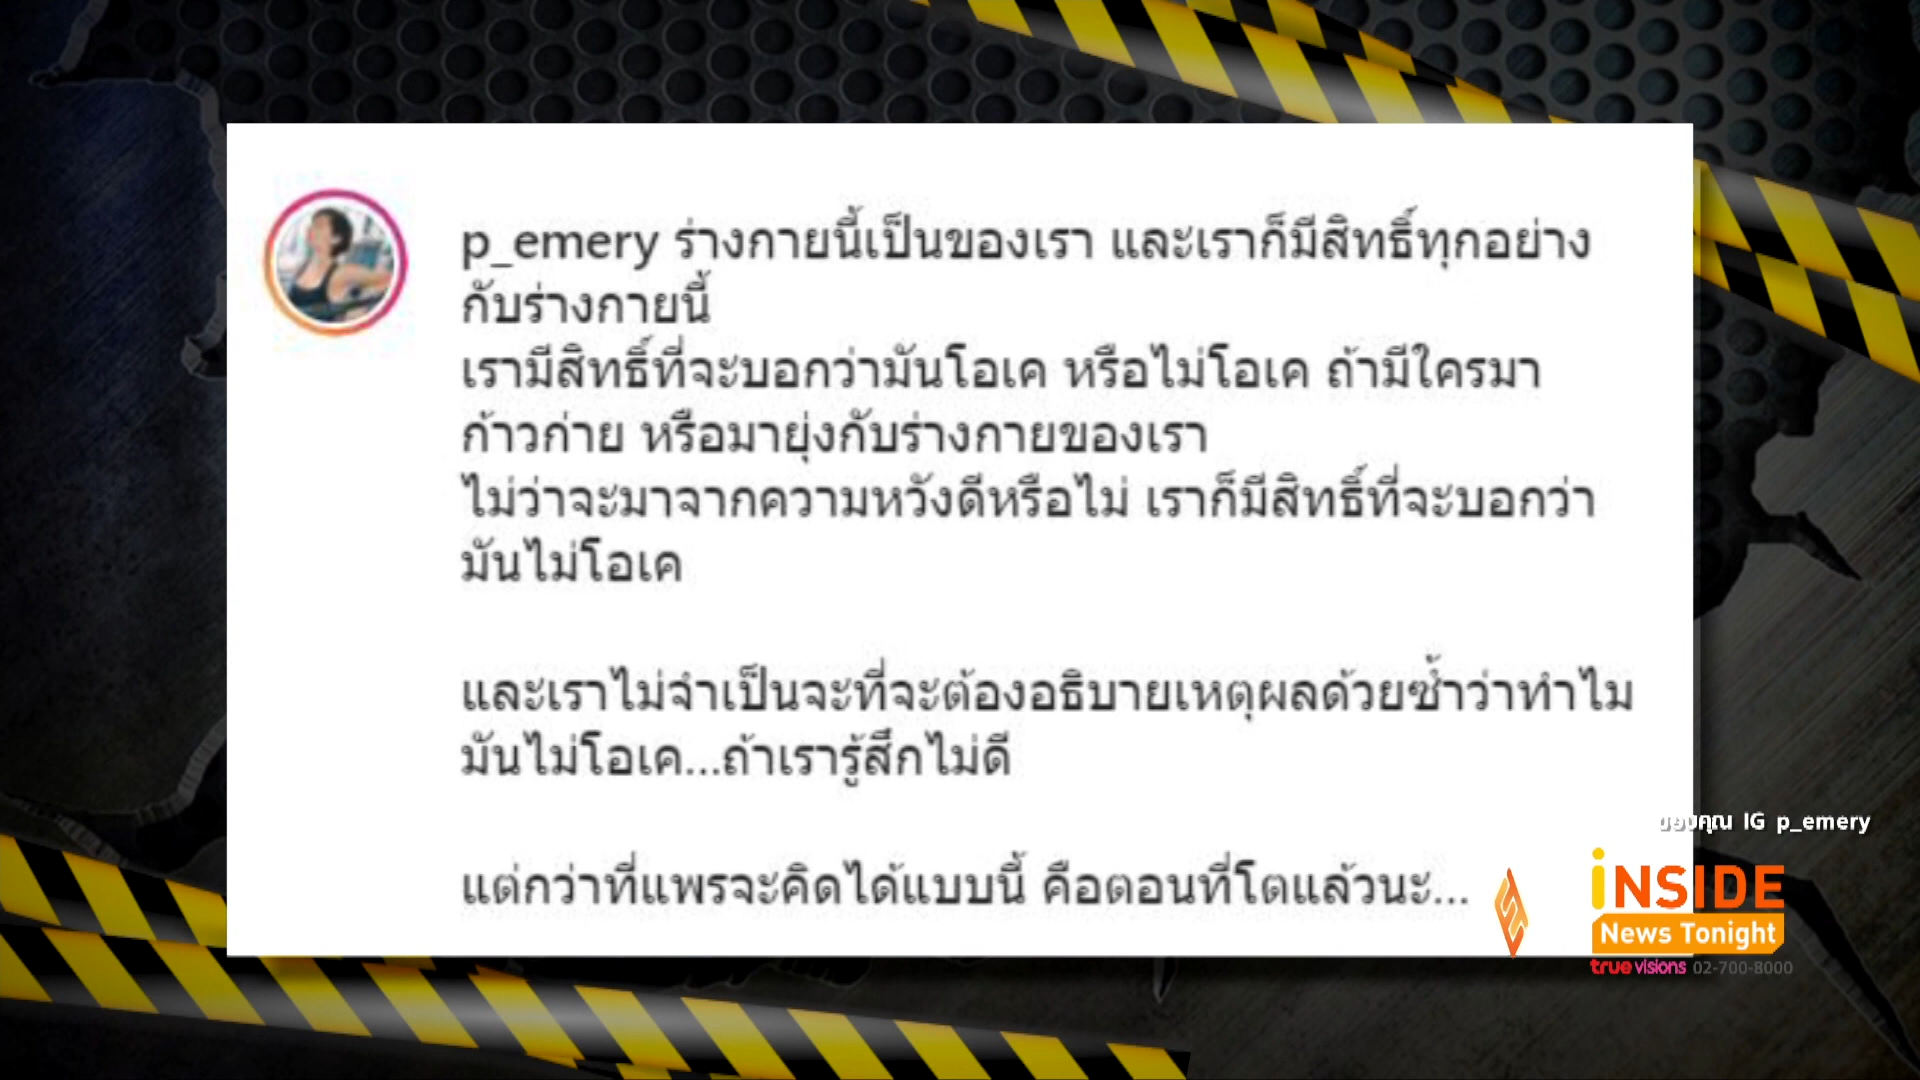 p_emery ร่างกายนี้เป็นของเรา และเราก็มีสิทธิ์ทุกอย่าง
กับร่างกายนี้
เรามีสิทธิ์ที่จะบอกว่ามันโอเค หรือไม่โอเค ถ้ามีใครมา
ก้าวก่าย หรือมายุ่งกับร่างกายของเรา
ไม่ว่าจะมาจากความหวังดีหรือไม่ เราก็มีสิทธิ์ที่จะบอกว่า
มันไม่โอเค
และเราไม่จำเป็นจะที่จะต้องอธิบายเหตุผลด้วยซ้ำว่าทำไม
มันไม่โอเค...ถ้าเรารู้สึกไม่ดี
แต่กว่าที่แพรจะคิดได้แบบนี้ คือตอนที่โตแล้วนะ...
ขอบคุณ IG p_emery
iNSIDE
News Tonight
truevisions 02-700-8000